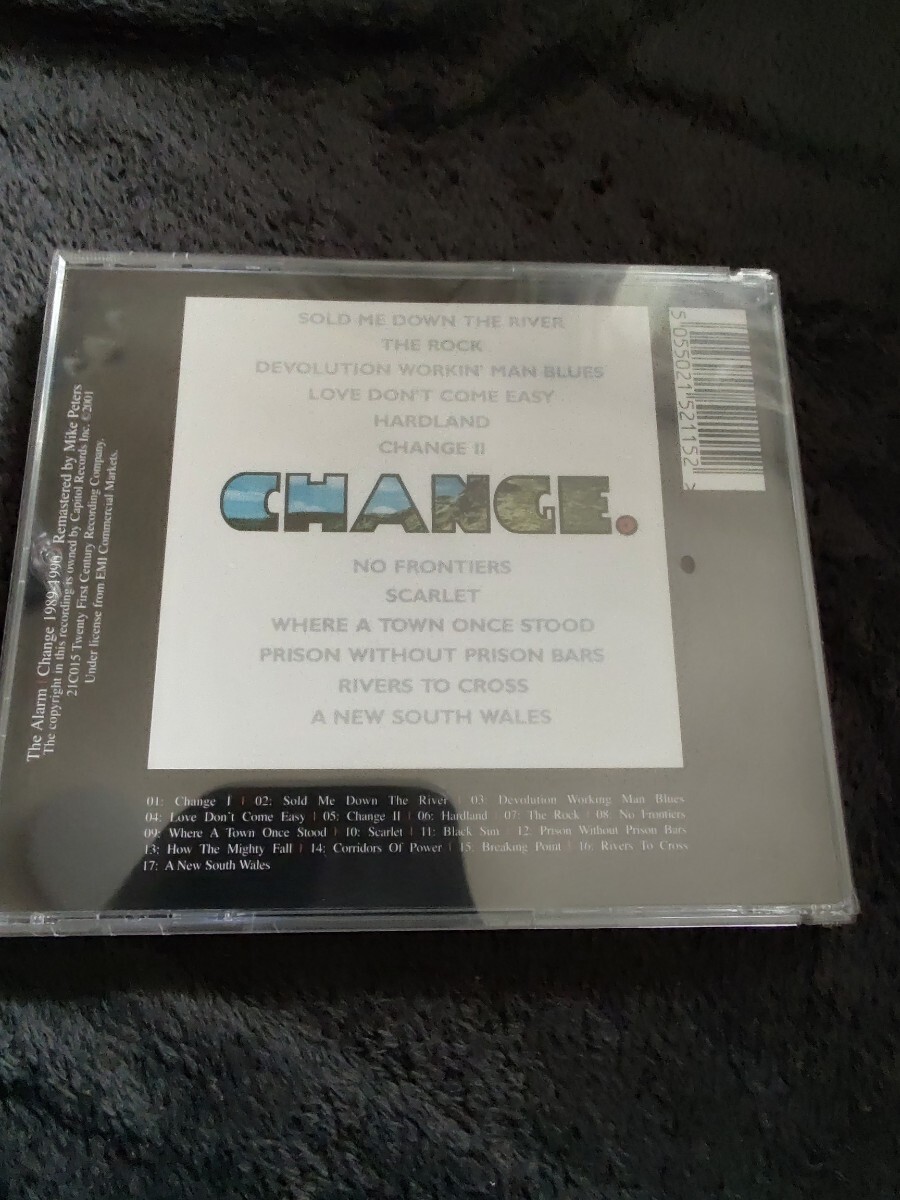 SOLD ME DOWN THE RIVER
THE ROCK
DEVOLUTION WORKIN' MAN BLUES
LOVE DON'T COME EASY
HARDLAND
CHANGE II
CHANGE.
NO FRONTIERS
SCARLET
WHERE A TOWN ONCE STOOD
PRISON WITHOUT PRISON BARS
RIVERS TO CROSS
A NEW SOUTH WALES
01: Change I | 02: Sold Me Down The River | 03: Devolution Working Man Blues
04: Love Don't Come Easy | 05: Change II | 06: Hardland | 07: The Rock | 08: No Frontiers
09: Where A Town Once Stood | 10: Scarlet | 11: Black Sun | 12: Prison Without Prison Bars
13: How The Mighty Fall | 14: Corridors Of Power | 15: Breaking Point | 16: Rivers To Cross
17: A New South Wales
The Alarm | Change 1989-1990 | Remastered by Mike Peters
The copyright in this recording is owned by Capitol Records Inc. ©2001
21C015 Twenty First Century Recording Company.
Under license from EMI Commercial Markets.
5 055021 521152 >